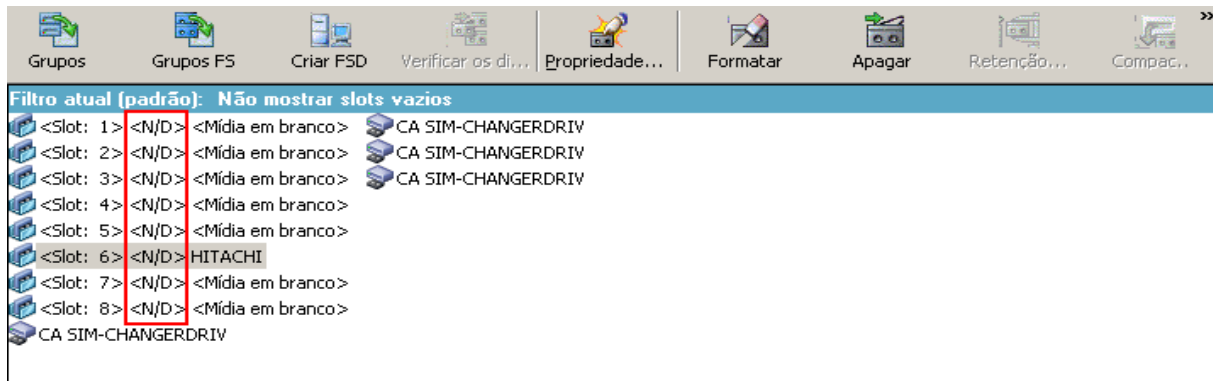 »
Grupos Grupos FS Criar FSD Verificar os di... Propriedade... Formatar Apagar Retenção... Compac..
Filtro atual (padrão): Não mostrar slots vazios
<Slot: 1> <N/D> <Mídia em branco> CA SIM-CHANGERDRIV
<Slot: 2> <N/D> <Mídia em branco> CA SIM-CHANGERDRIV
<Slot: 3> <N/D> <Mídia em branco> CA SIM-CHANGERDRIV
<Slot: 4> <N/D> <Mídia em branco>
<Slot: 5> <N/D> <Mídia em branco>
<Slot: 6> <N/D> HITACHI
<Slot: 7> <N/D> <Mídia em branco>
<Slot: 8> <N/D> <Mídia em branco>
CA SIM-CHANGERDRIV